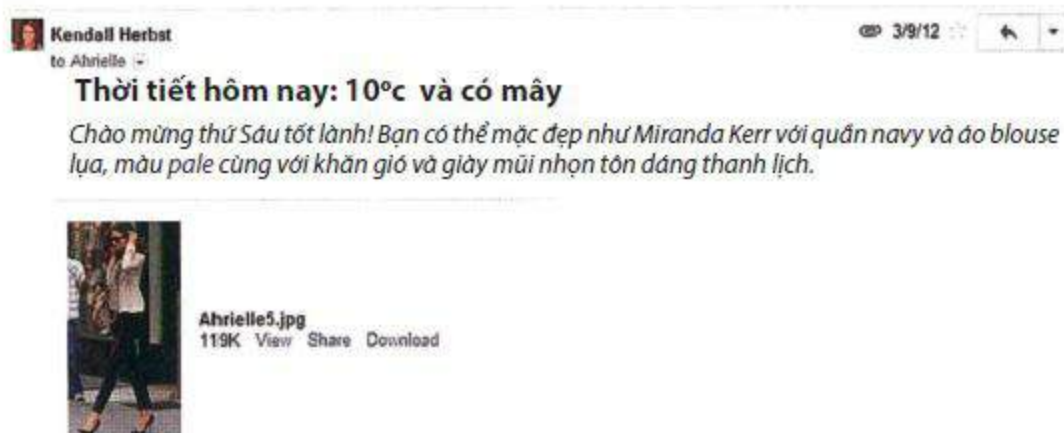 Kendall Herbst
3/9/12
to Ahrielle
Thời tiết hôm nay: 10ºc và có mây
Chào mừng thứ Sáu tốt lành! Bạn có thể mặc đẹp như Miranda Kerr với quần navy và áo blouse
lụa, màu pale cùng với khăn gió và giày mũi nhọn tôn dáng thanh lịch.
Ahrielle5.jpg
119K View Share Download